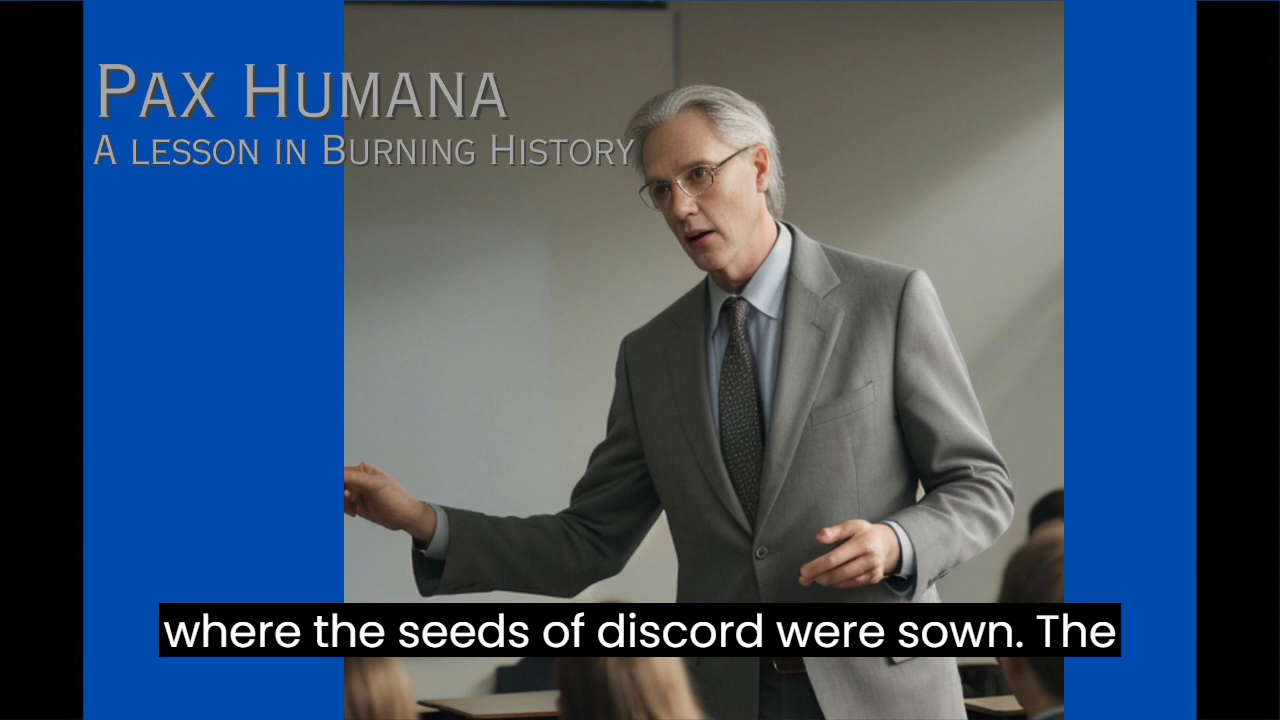 Pax Humana
A lesson in Burning History
where the seeds of discord were sown. The